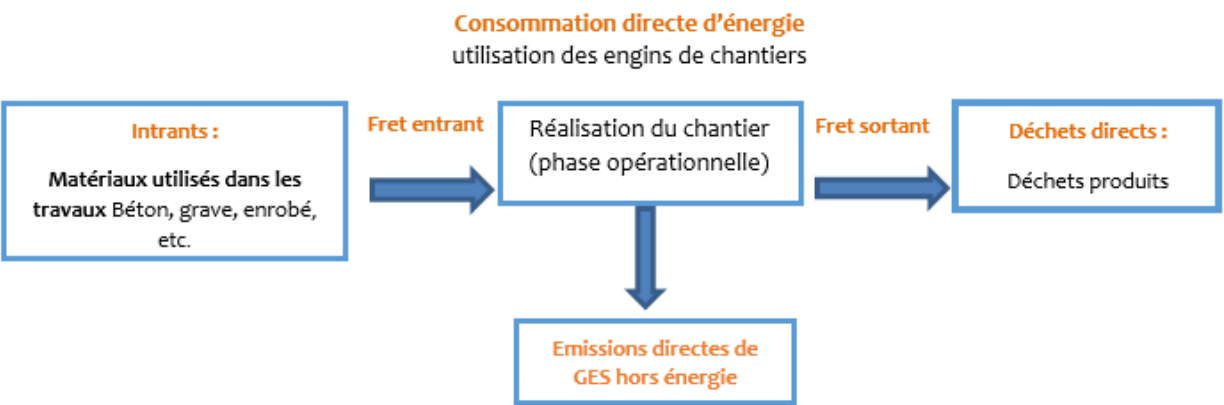 Consommation directe d’énergie
utilisation des engins de chantiers
Intrants :
Matériaux utilisés dans les
travaux Béton, grave, enrobé,
etc.
Fret entrant
Réalisation du chantier
(phase opérationnelle)
Fret sortant
Déchets directs :
Déchets produits
Emissions directes de
GES hors énergie